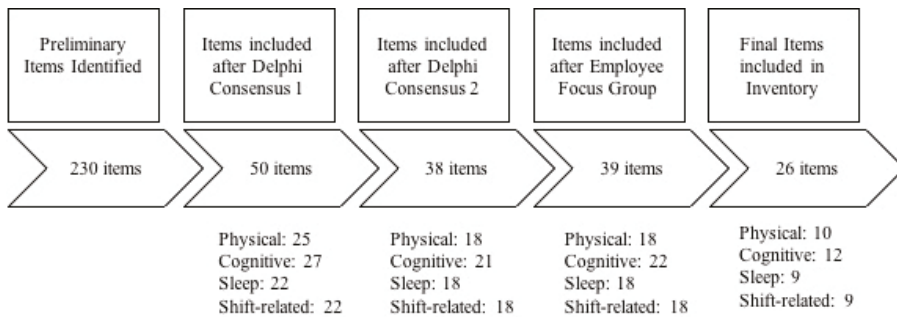 Preliminary
Items Identified
Items included
after Delphi
Consensus 1
Items included
after Delphi
Consensus 2
Items included
after Employee
Focus Group
Final Items
included in
Inventory
230 items
50 items
38 items
39 items
26 items
Physical: 25
Cognitive: 27
Sleep: 22
Shift-related: 22
Physical: 18
Cognitive: 21
Sleep: 18
Shift-related: 18
Physical: 18
Cognitive: 22
Sleep: 18
Shift-related: 18
Physical: 10
Cognitive: 12
Sleep: 9
Shift-related: 9